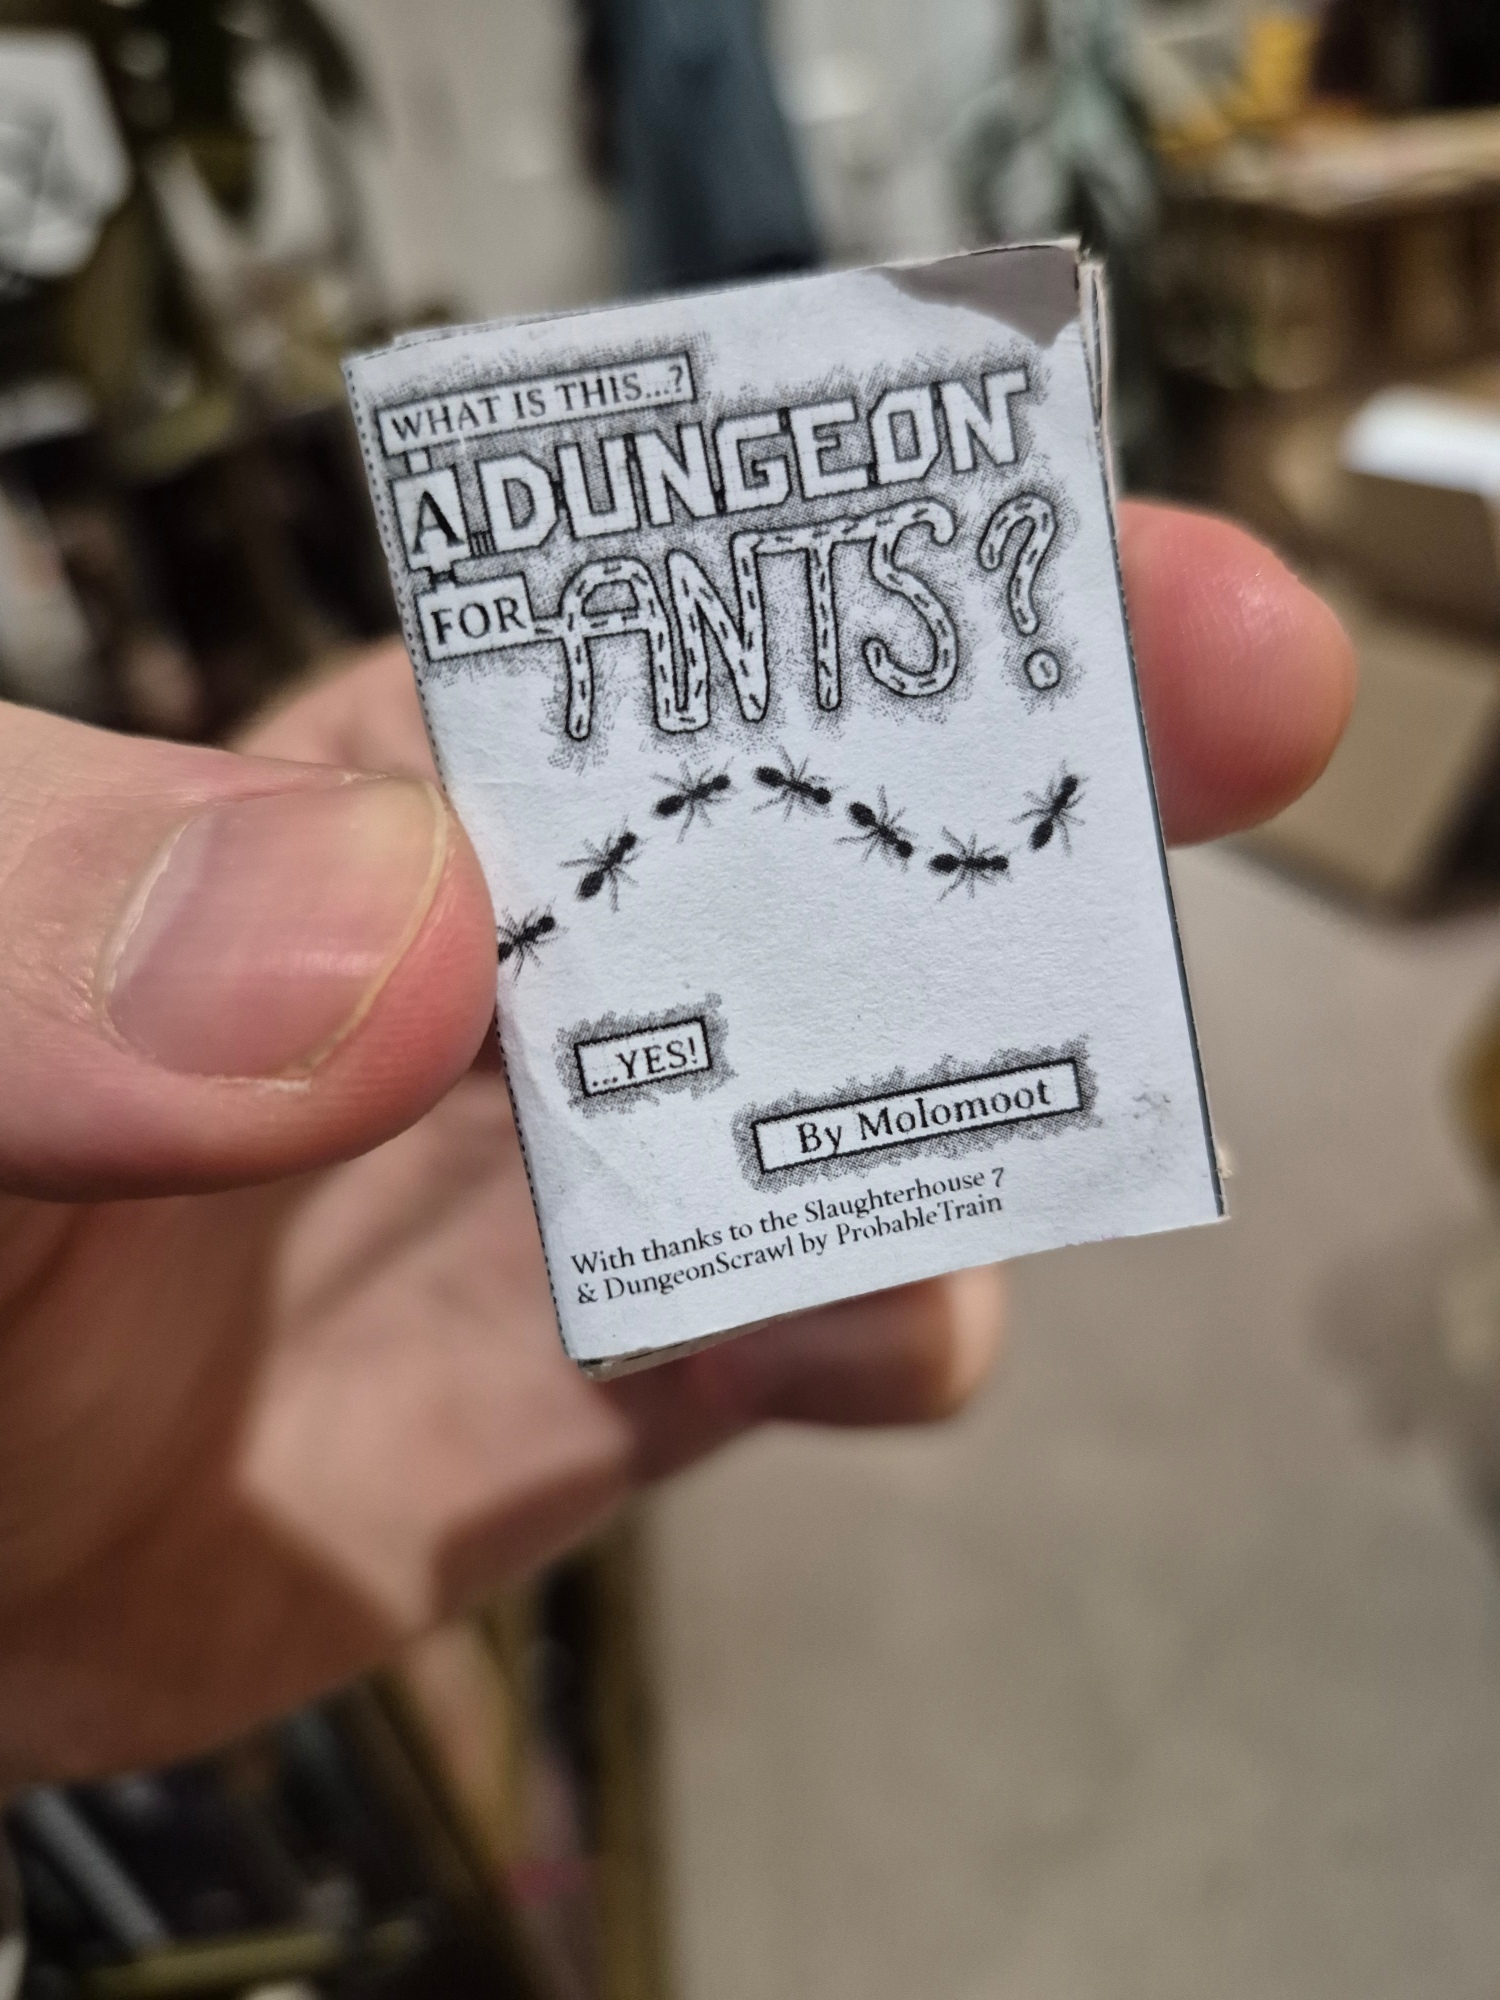 WHAT IS THIS...?
A DUNGEON
FOR ANTS?
...YES!
By Molomoot
With thanks to the Slaughterhouse 7
& DungeonScrawl by ProbableTrain